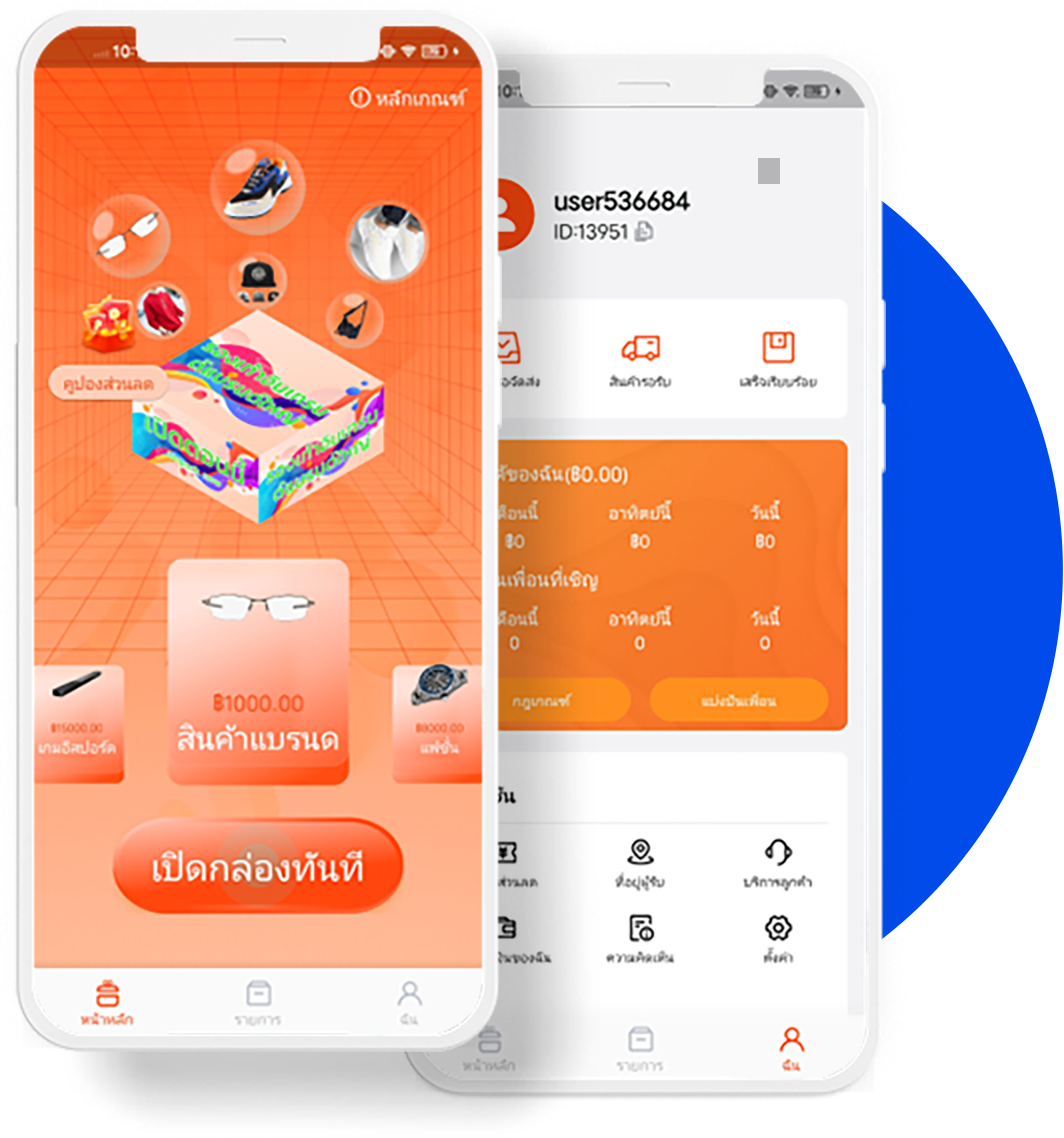 10:
หลักเกณฑ์
คูปองส่วนลด
฿1000.00
สินค้าแบรนด
฿15000.00
เกมอีสปอร์ต
฿8000.00
แฟชั่น
เปิดกล่องทันที
หน้าหลัก
รายการ
ฉัน
user536684
ID:13951
อจัดส่ง
สินค้ารอรับ
เสร็จเรียบร้อย
ของฉัน(฿0.00)
เดือนนี้
อาทิตย์นี้
วันนี้
฿0
฿0
฿0
นเพื่อนที่เชิญ
เดือนนี้
อาทิตย์นี้
วันนี้
0
0
0
กฎเกณฑ์
แบ่งปันเพื่อน
ส่วนลด
ที่อยู่ผู้รับ
บริการลูกค้า
นของฉัน
ความคิดเห็น
ตั้งค่า
หน้าหลัก
รายการ
ฉัน